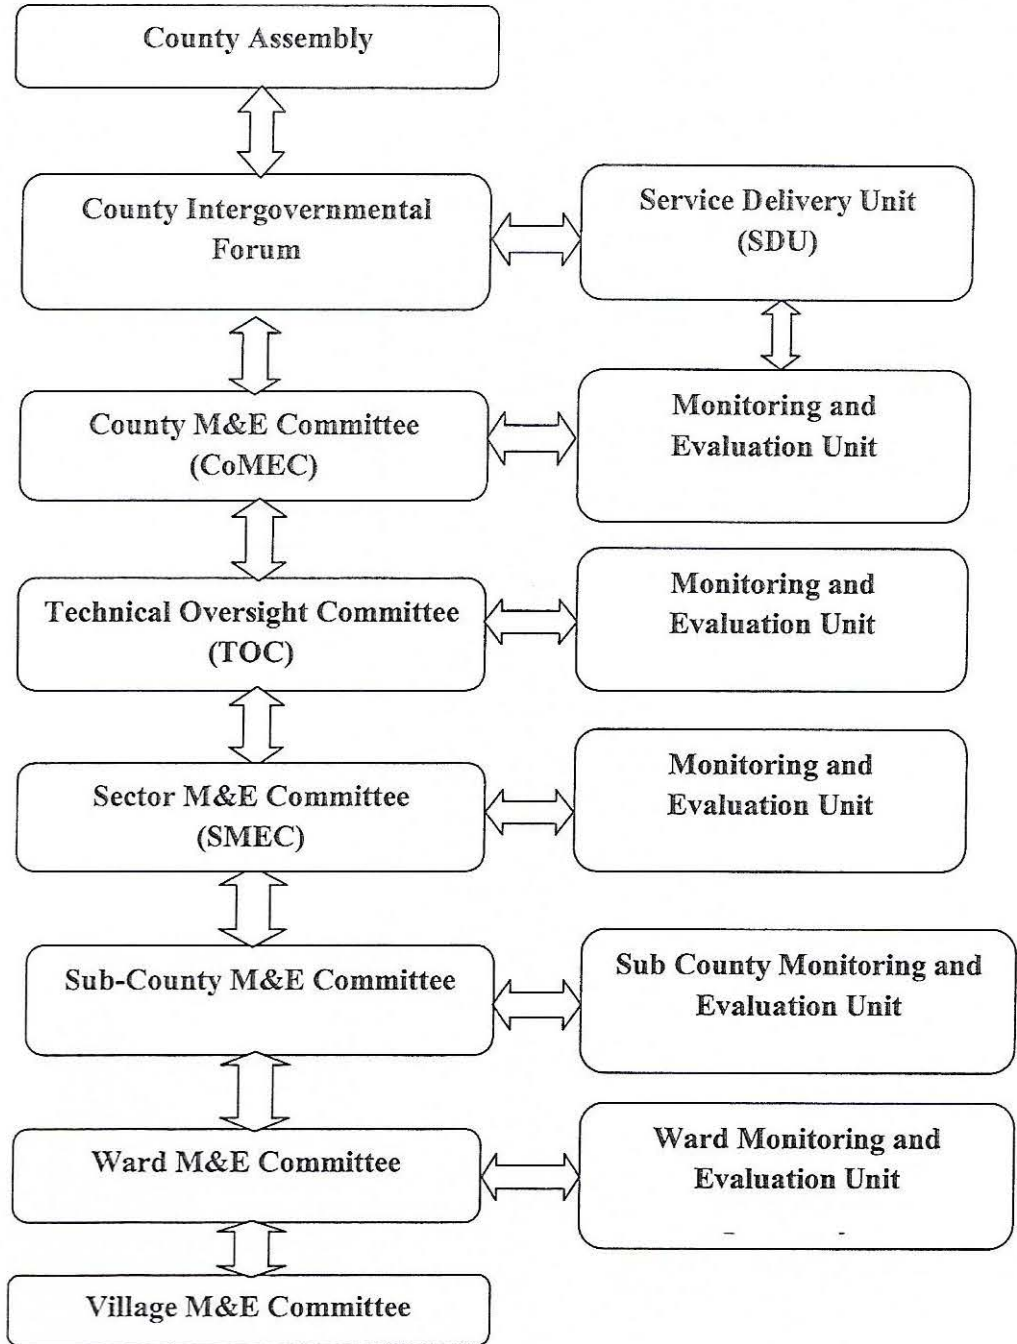 County Assembly
County Intergovernmental
Forum
Service Delivery Unit
(SDU)
County M&E Committee
(CoMEC)
Monitoring and
Evaluation Unit
Technical Oversight Committee
(TOC)
Monitoring and
Evaluation Unit
Sector M&E Committee
(SMEC)
Monitoring and
Evaluation Unit
Sub-County M&E Committee
Sub County Monitoring and
Evaluation Unit
Ward M&E Committee
Ward Monitoring and
Evaluation Unit
Village M&E Committee